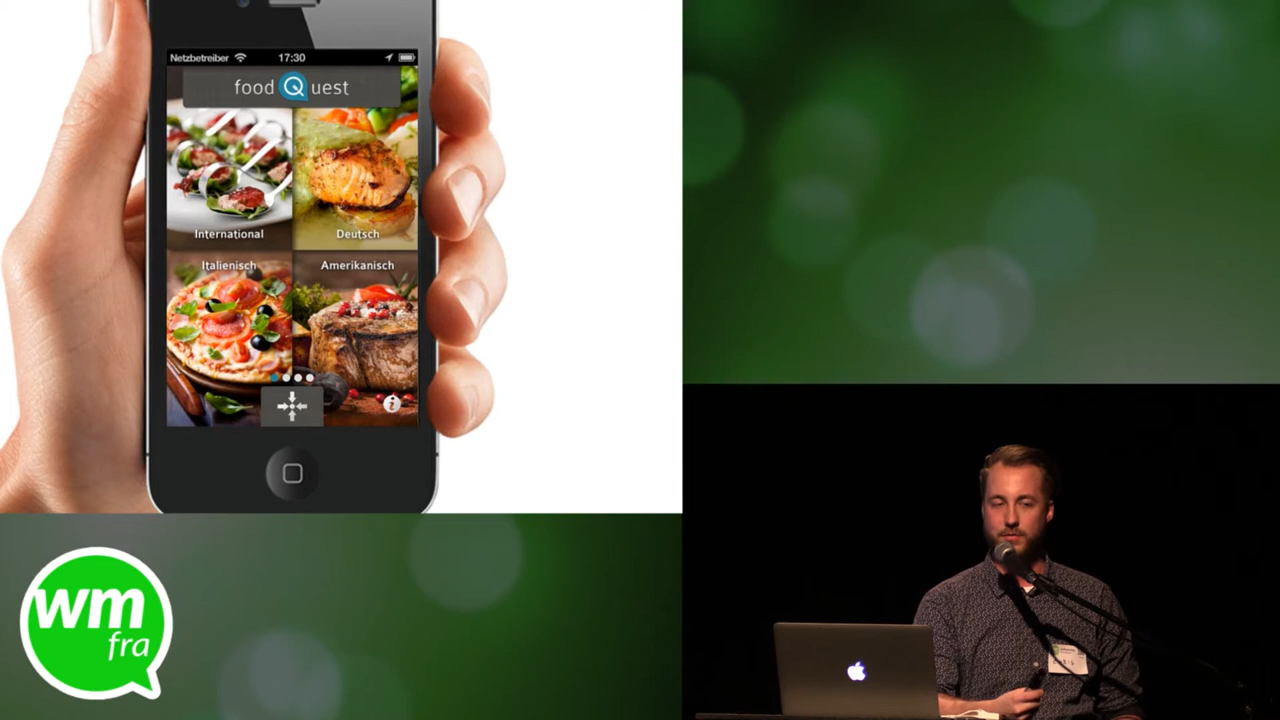 Netzbetreiber
17:30
food Quest
International
Deutsch
Italienisch
Amerikanisch
i
wm
fra